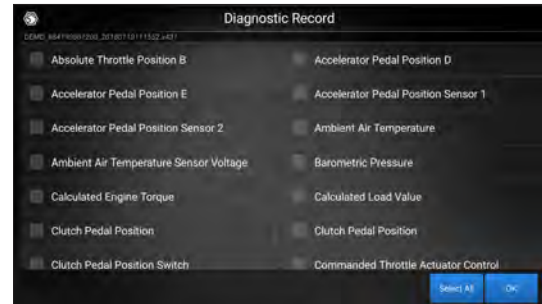 Diagnostic Record
Absolute Throttle Position B
Accelerator Pedal Position D
Accelerator Pedal Position E
Accelerator Pedal Position Sensor 1
Accelerator Pedal Position Sensor 2
Ambient Air Temperature
Ambient Air Temperature Sensor Voltage
Barometric Pressure
Calculated Engine Torque
Calculated Load Value
Clutch Pedal Position
Clutch Pedal Position
Clutch Pedal Position Switch
Commanded Throttle Actuator Control
Select All
OK